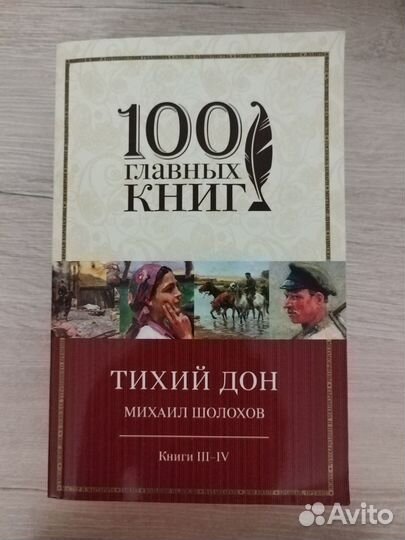 100
ГЛАВНЫХ
КНИГ
ТИХИЙ ДОН
МИХАИЛ ШОЛОХОВ
Книги III–IV
Avito